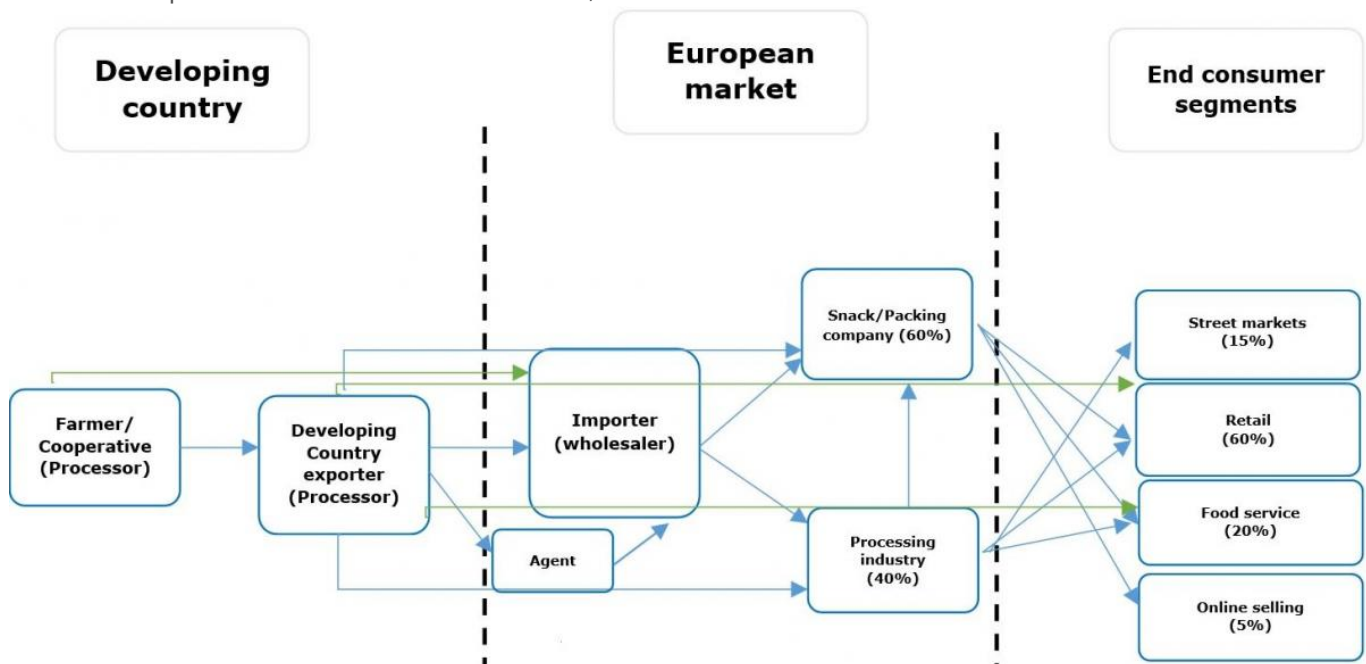 Developing
country
European
market
End consumer
segments
Farmer/
Cooperative
(Processor)
Developing
Country
exporter
(Processor)
Importer
(wholesaler)
Agent
Snack/Packing
company (60%)
Processing
industry
(40%)
Street markets
(15%)
Retail
(60%)
Food service
(20%)
Online selling
(5%)